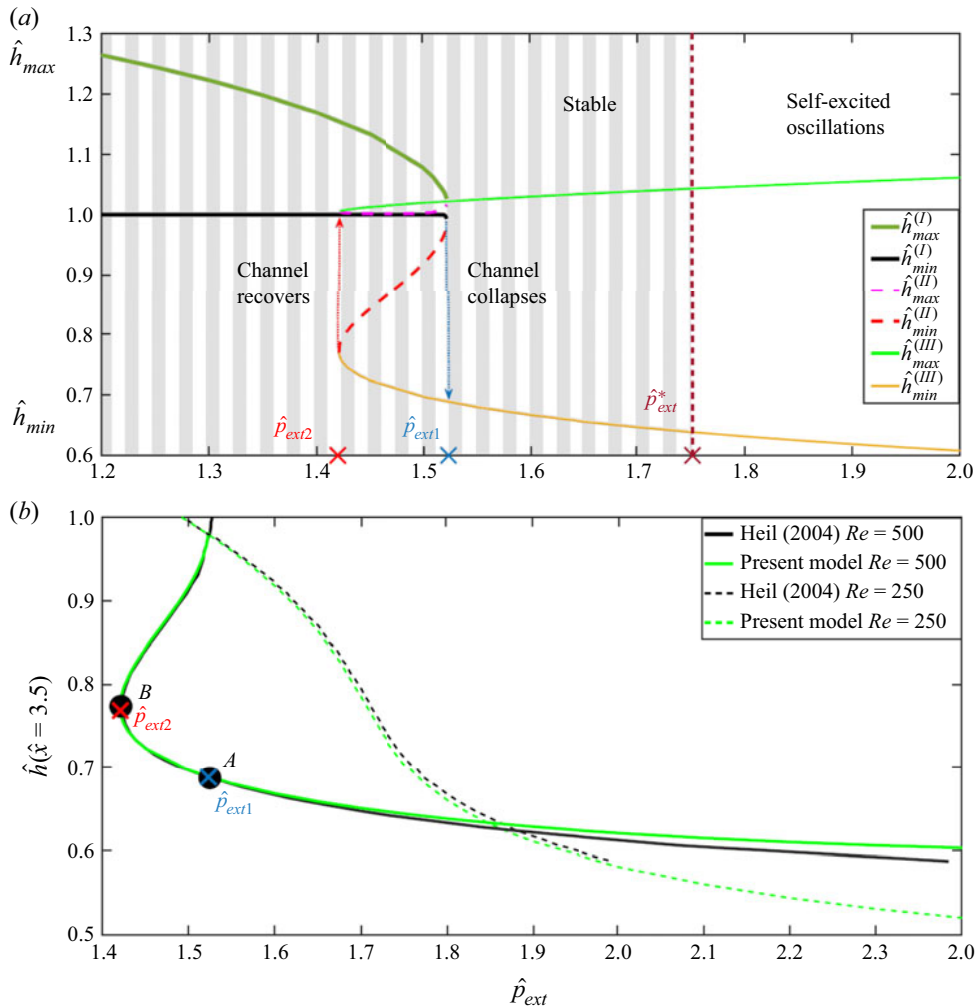 (a)
1.3
ĥmax
1.2
1.1
1.0
0.9
0.8
0.7
ĥmin
0.6
Stable
Self-excited
oscillations
Channel
recovers
Channel
collapses
p̂ext2
p̂ext1
p̂*ext
ĥ(I)max
ĥ(I)min
ĥ(II)max
ĥ(II)min
ĥ(III)max
ĥ(III)min
1.2 1.3 1.4 1.5 1.6 1.7 1.8 1.9 2.0
(b)
1.0
0.9
0.8
0.7
0.6
0.5
ĥ(x̂ = 3.5)
Heil (2004) Re = 500
Present model Re = 500
Heil (2004) Re = 250
Present model Re = 250
B
p̂ext2
A
p̂ext1
1.4 1.5 1.6 1.7 1.8 1.9 2.0 2.1 2.2 2.3 2.0
p̂ext